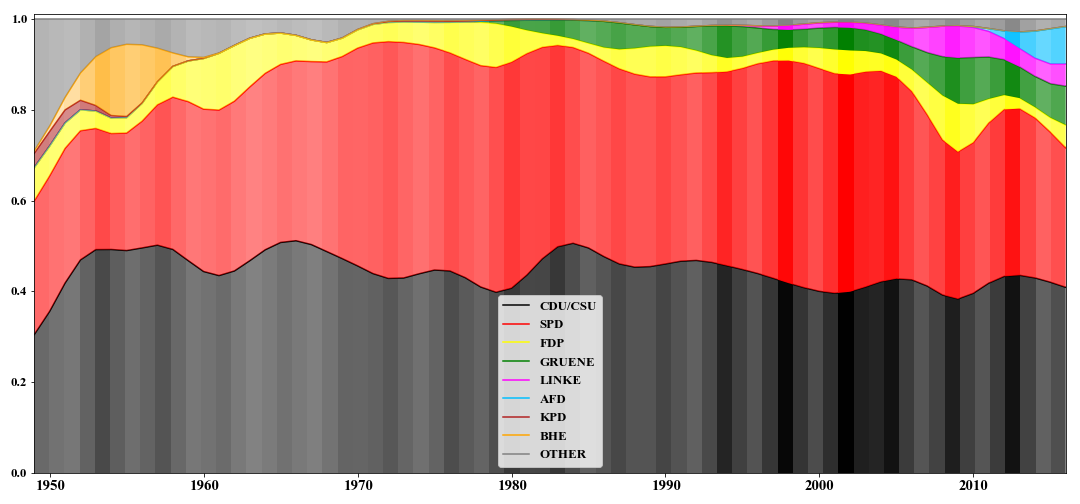 1.0
0.8
0.6
0.4
0.2
0.0
CDU/CSU
SPD
FDP
GRUENE
LINKE
AFD
KPD
BHE
OTHER
1950 1960 1970 1980 1990 2000 2010